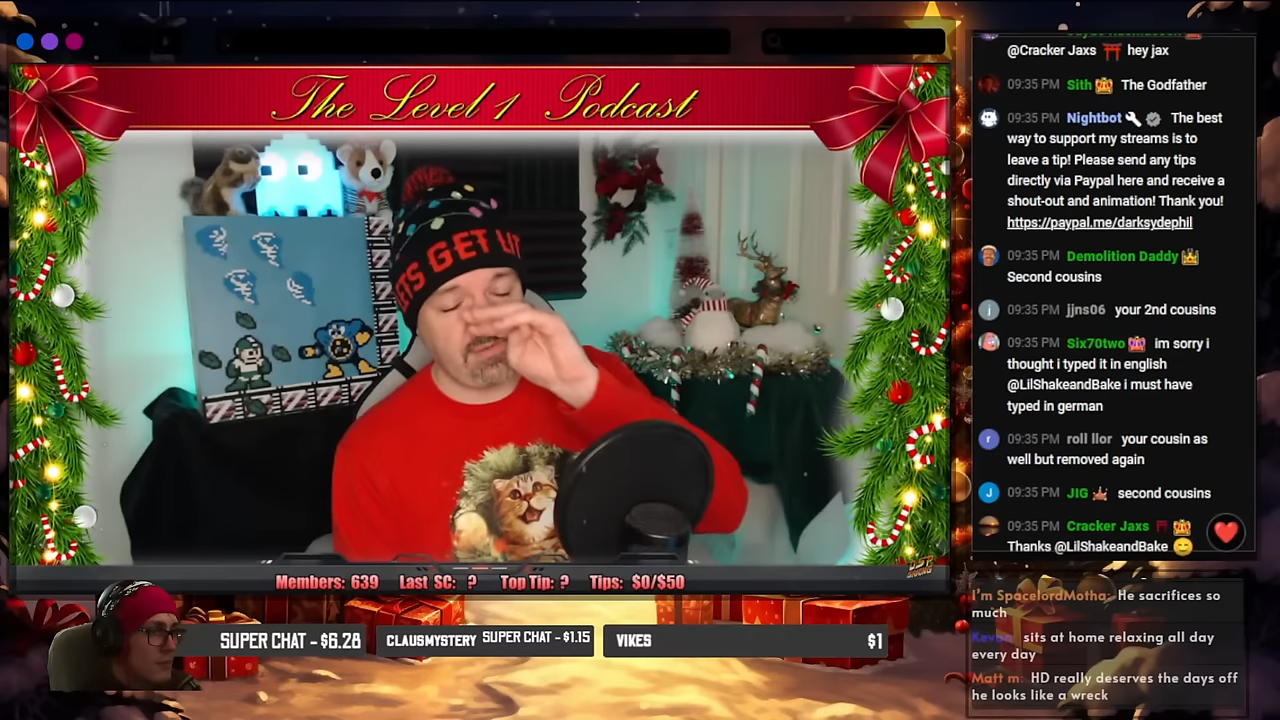 The Level 1 Podcast
LETS GET LIT
@Cracker Jaxs hey jax
09:35 PM Sith The Godfather
09:35 PM Nightbot The best
way to support my streams is to
leave a tip! Please send any tips
directly via Paypal here and receive a
shout-out and animation! Thank you!
https://paypal.me/darksydephil
09:35 PM Demolition Daddy
Second cousins
09:35 PM jjns06 your 2nd cousins
09:35 PM Six70two im sorry i
thought i typed it in english
@LilShakeandBake i must have
typed in german
09:35 PM roll llor your cousin as
well but removed again
09:35 PM JIG second cousins
09:35 PM Cracker Jaxs
Thanks @LilShakeandBake
Members: 639 Last SC: ? Top Tip: ? Tips: $0/$50
SUPER CHAT - $6.28
CLAUSMYSTERY SUPER CHAT - $1.15
VIKES $1
I'm SpacelordMotha: He sacrifices so
much
Kevan: sits at home relaxing all day
every day
Matt m: HD really deserves the days off
he looks like a wreck